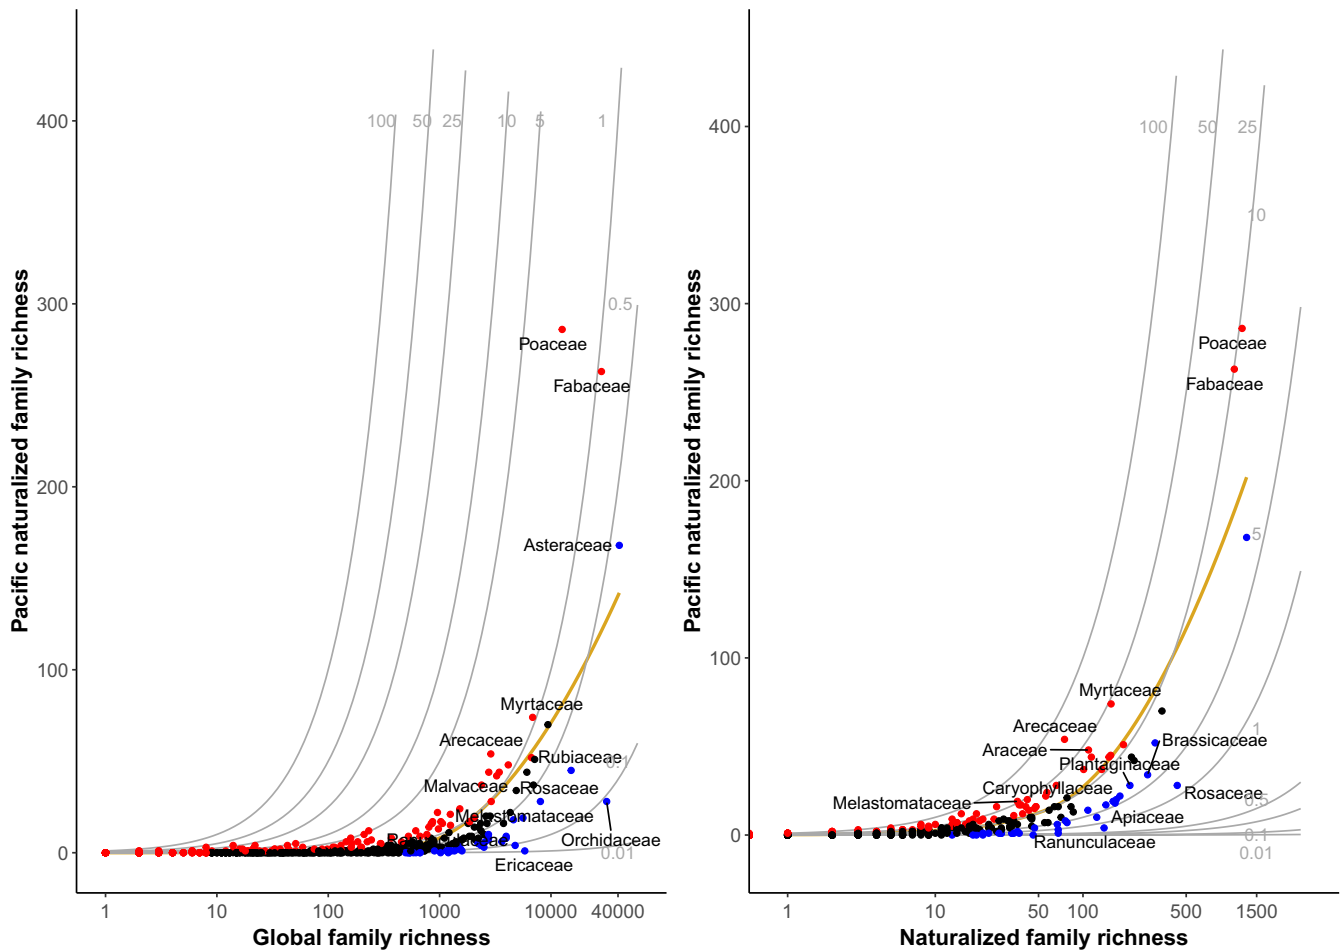 Pacific naturalized family richness
400
300
200
100
0
100
50
25
10
5
1
0.5
0.1
0.01
Poaceae
Fabaceae
Asteraceae
Myrtaceae
Arecaceae
Rubiaceae
Malvaceae
Rosaceae
Melastomataceae
Orchidaceae
Ericaceae
1
10
100
1000
10000
40000
Global family richness
Pacific naturalized family richness
400
300
200
100
0
100
50
25
10
5
1
0.5
0.1
0.01
Poaceae
Fabaceae
Myrtaceae
Arecaceae
Araceae
Brassicaceae
Plantaginaceae
Caryophyllaceae
Rosaceae
Melastomataceae
Apiaceae
Ranunculaceae
1
10
50
100
500
1500
Naturalized family richness